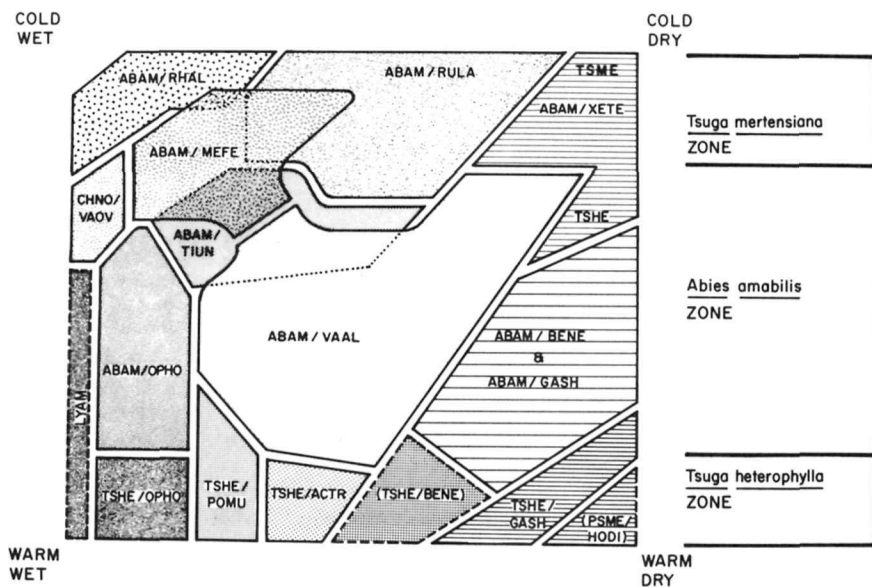 COLD
WET
COLD
DRY
ABAM/RHAL
ABAM/RULA
TSME
ABAM/XETE
Tsuga mertensiana
ZONE
ABAM/MEFE
CHNO/
VAOV
TSHE
ABAM/
TIUN
Abies amabilis
ZONE
ABAM/VAAL
ABAM/BENE
&
ABAM/GASH
ABAM/OPHO
LYAM
TSHE/OPHO
TSHE/
POMU
TSHE/ACTR
(TSHE/BENE)
TSHE/
GASH
(PSME/
HODI)
Tsuga heterophylla
ZONE
WARM
WET
WARM
DRY